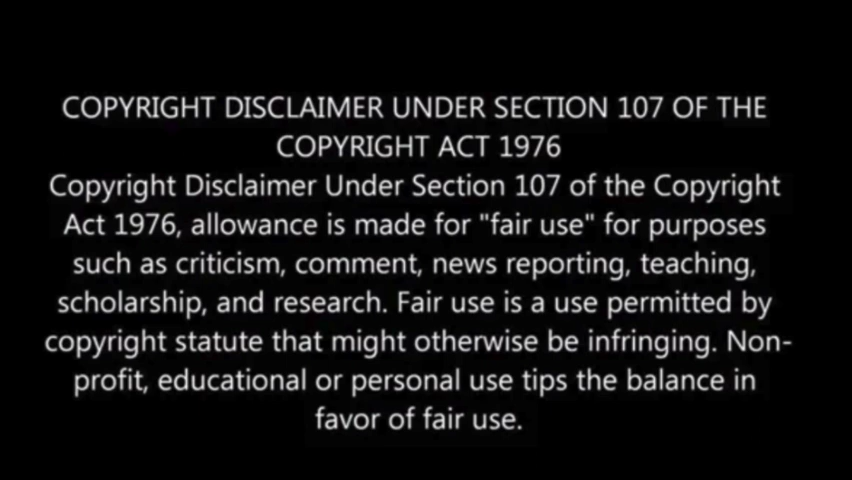 COPYRIGHT DISCLAIMER UNDER SECTION 107 OF THE
COPYRIGHT ACT 1976
Copyright Disclaimer Under Section 107 of the Copyright
Act 1976, allowance is made for "fair use" for purposes
such as criticism, comment, news reporting, teaching,
scholarship, and research. Fair use is a use permitted by
copyright statute that might otherwise be infringing. Non-
profit, educational or personal use tips the balance in
favor of fair use.